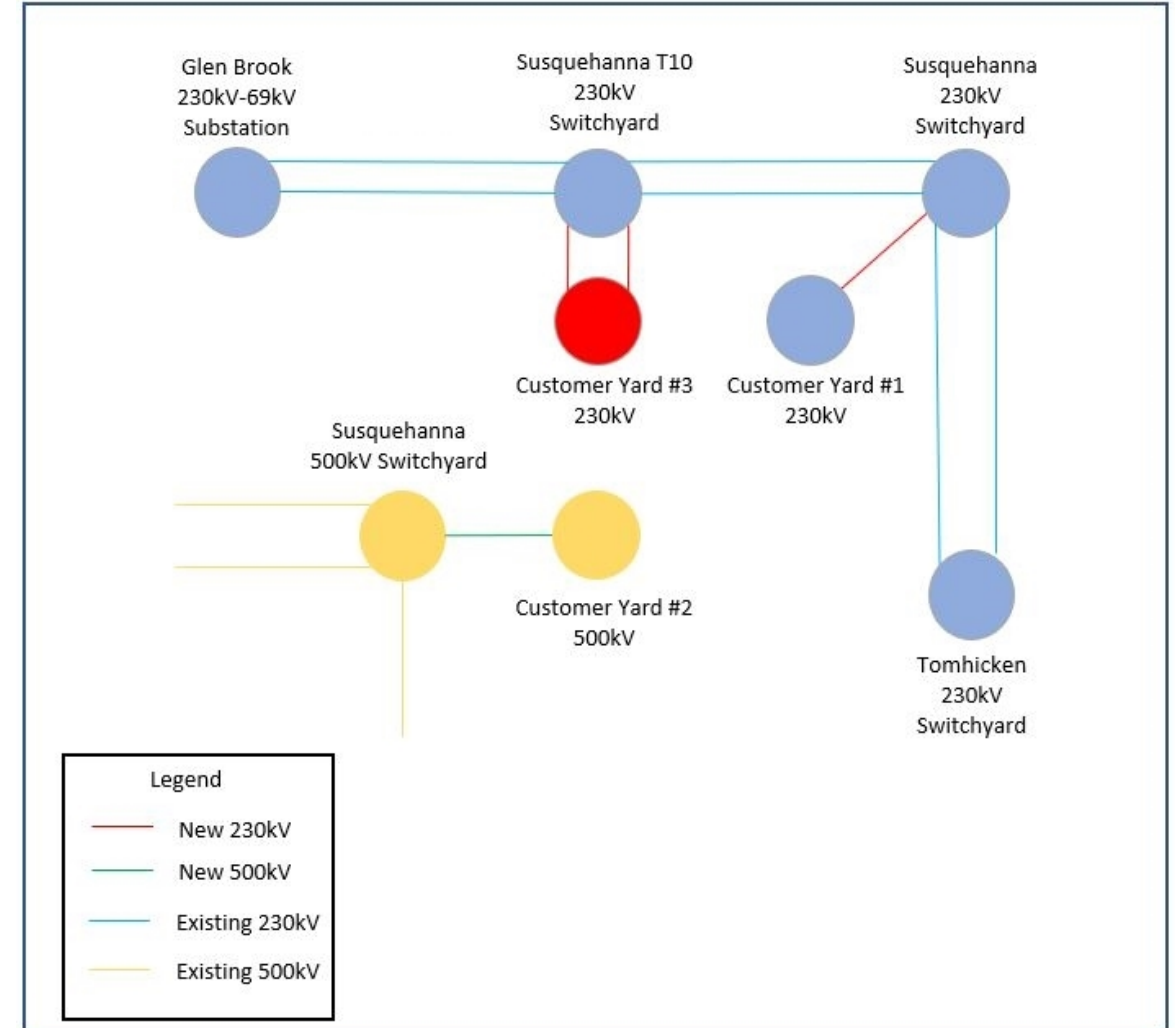 Glen Brook
230kV-69kV
Substation
Susquehanna T10
230kV
Switchyard
Susquehanna
230kV
Switchyard
Customer Yard #3
230kV
Customer Yard #1
230kV
Susquehanna
500kV Switchyard
Customer Yard #2
500kV
Tomhicken
230kV
Switchyard
Legend
New 230kV
New 500kV
Existing 230kV
Existing 500kV